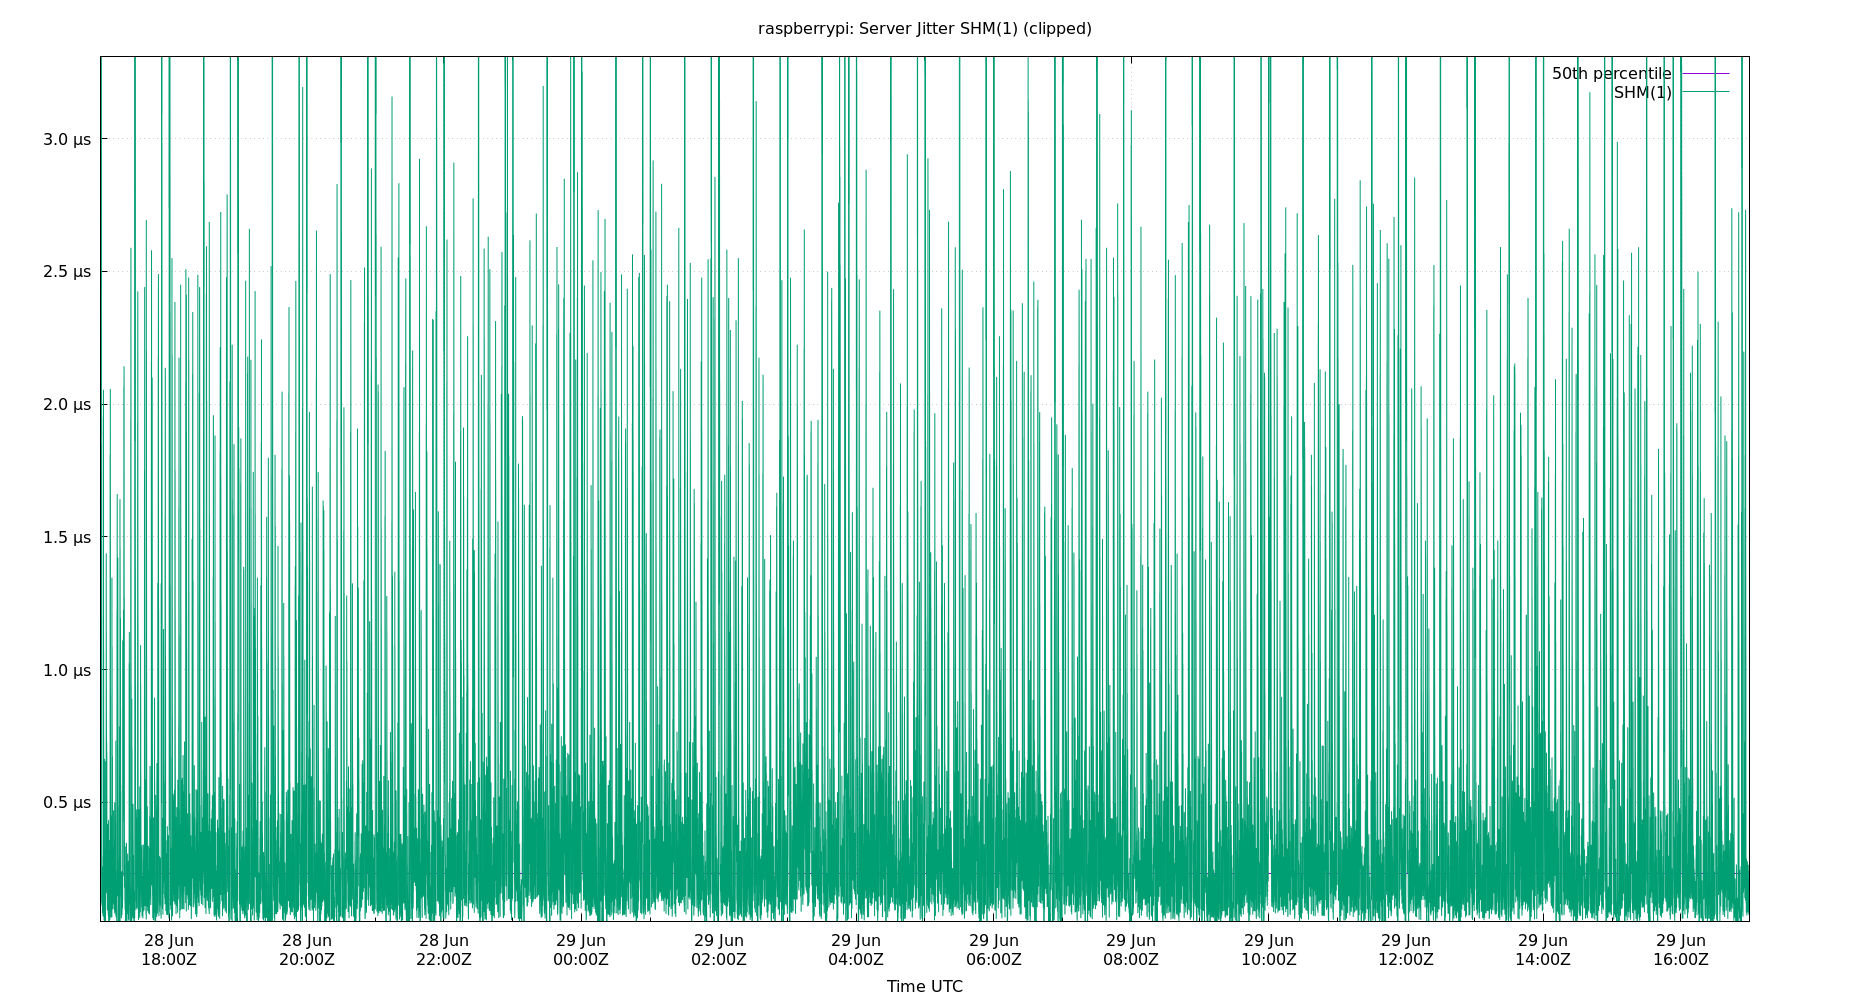 raspberrypi: Server Jitter SHM(1) (clipped)
50th percentile
SHM(1)
3.0 µs
2.5 µs
2.0 µs
1.5 µs
1.0 µs
0.5 µs
28 Jun 28 Jun 28 Jun 29 Jun 29 Jun 29 Jun 29 Jun 29 Jun 29 Jun 29 Jun 29 Jun 29 Jun
18:00Z 20:00Z 22:00Z 00:00Z 02:00Z 04:00Z 06:00Z 08:00Z 10:00Z 12:00Z 14:00Z 16:00Z
Time UTC